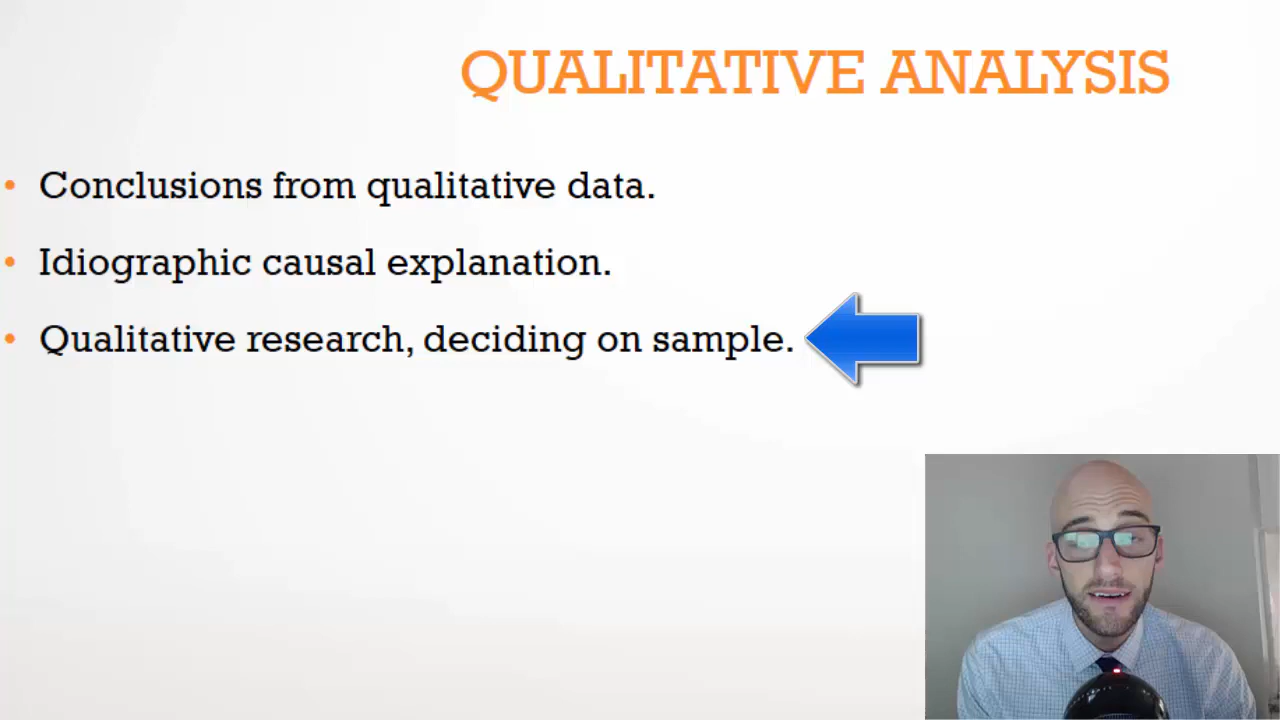 QUALITATIVE ANALYSIS
• Conclusions from qualitative data.
• Idiographic causal explanation.
• Qualitative research, deciding on sample.